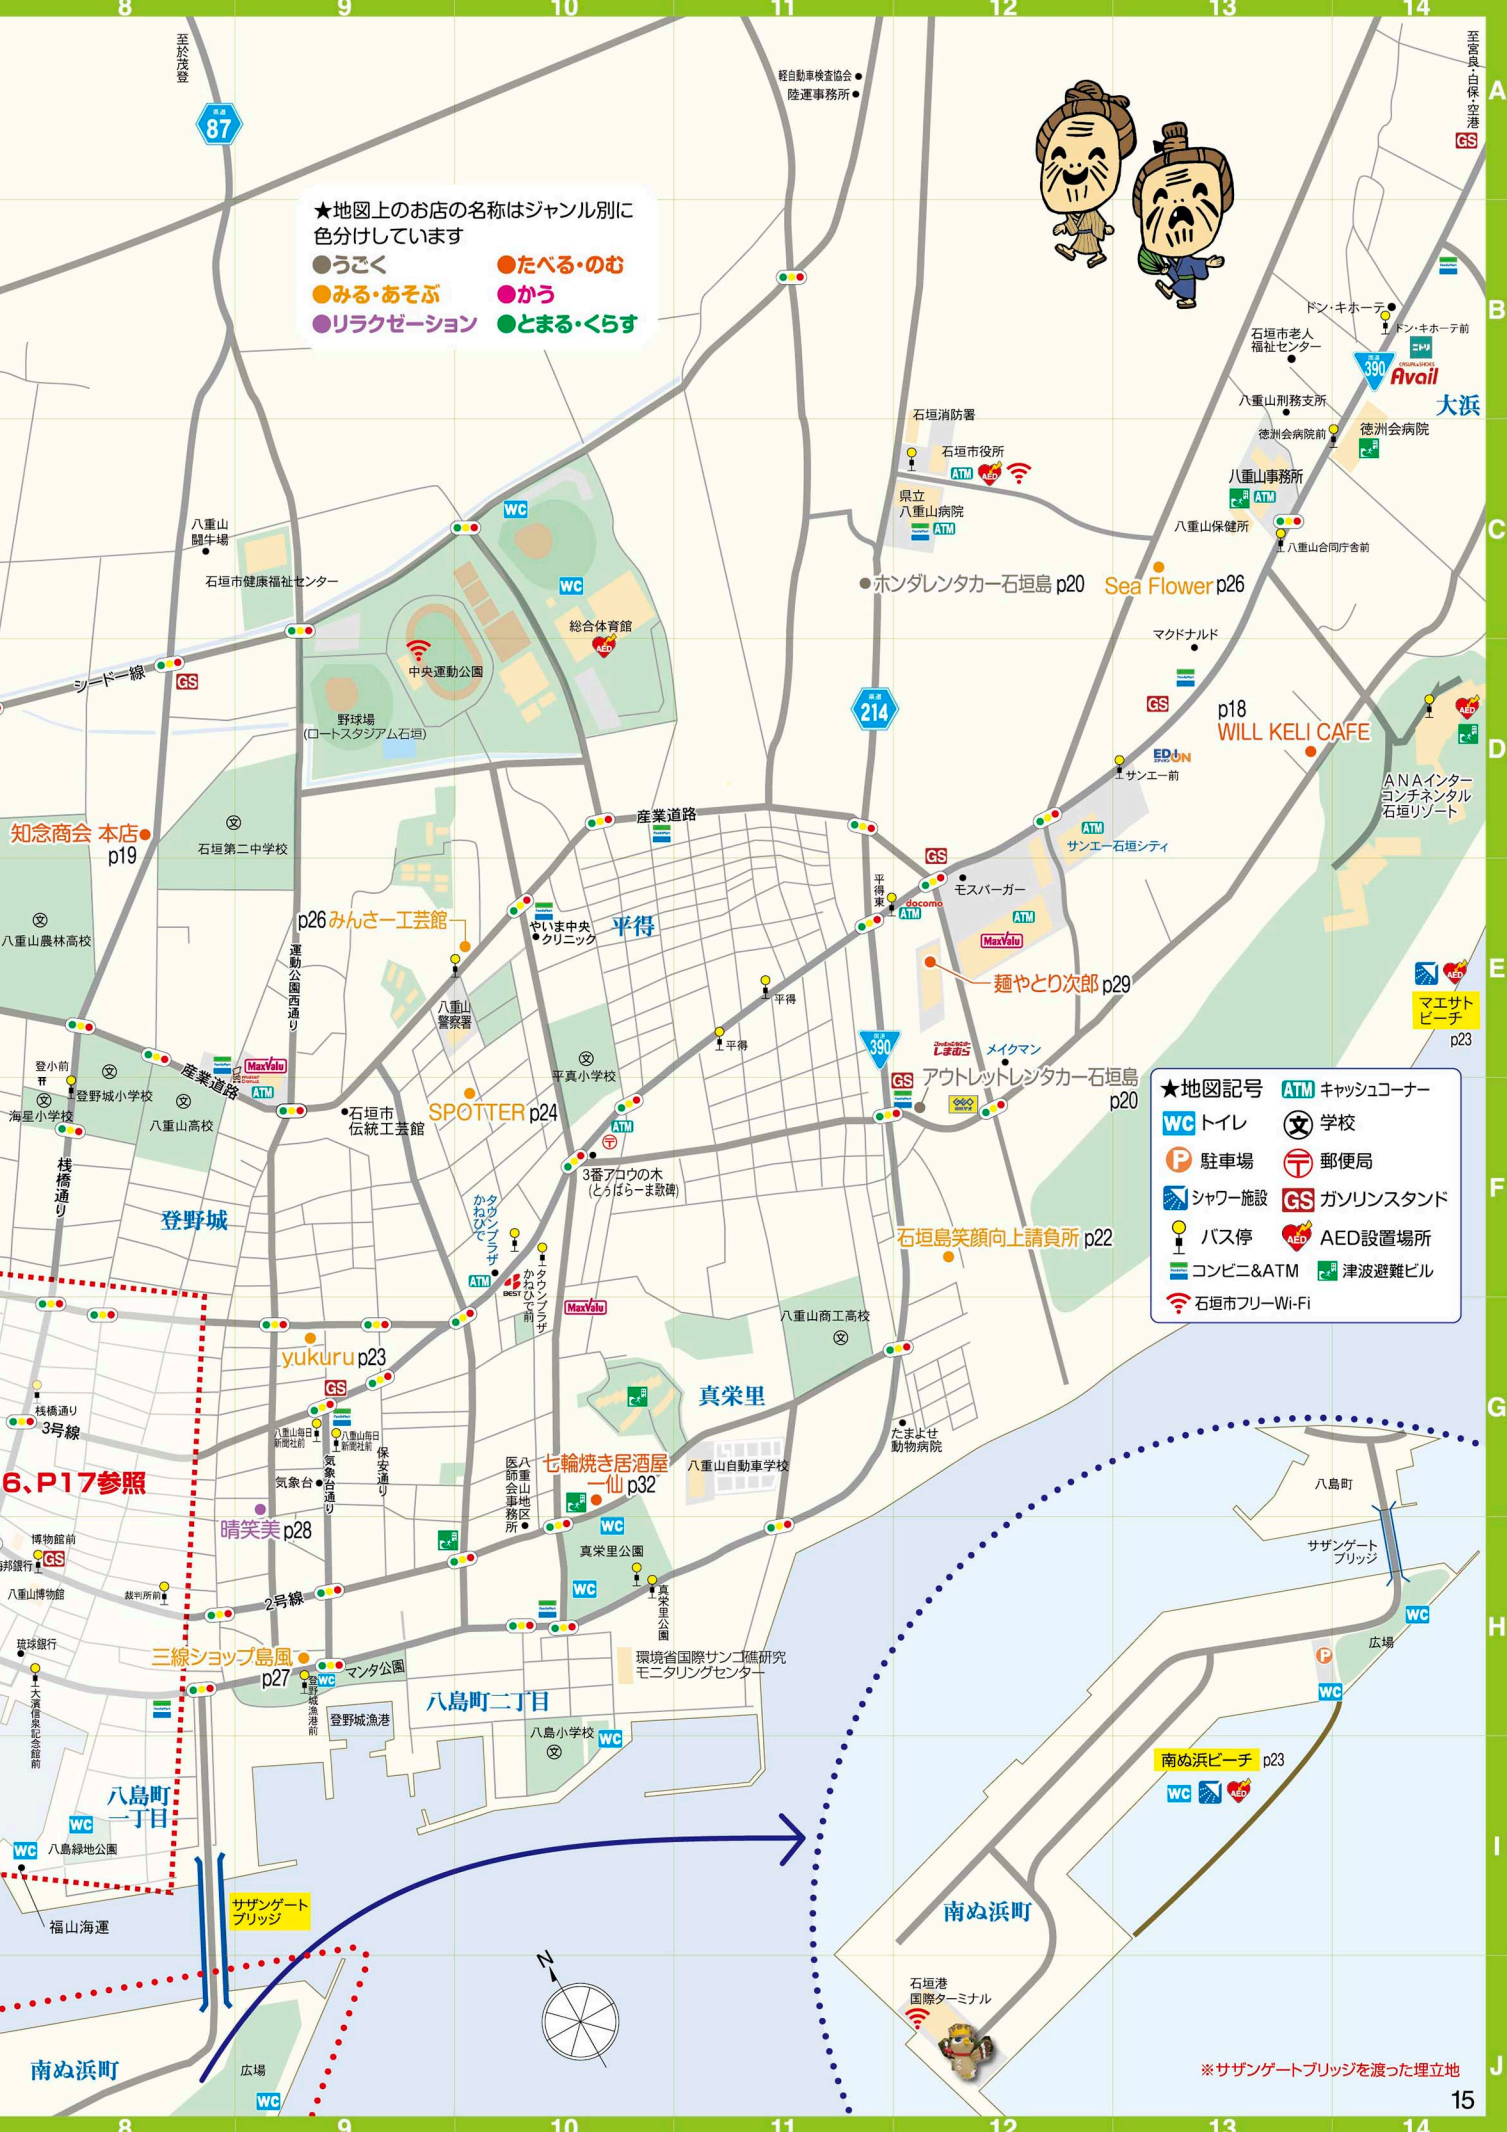 8
9
10
11
12
13
14
A
B
C
D
E
F
G
H
I
J
至於茂登
県道
87
軽自動車検査協会
陸運事務所
至宮良・白保・空港
GS
★地図上のお店の名称はジャンル別に
色分けしています
●うごく
●たべる・のむ
●みる・あそぶ
●かう
●リラクゼーション
●とまる・くらす
ドン・キホーテ
ドン・キホーテ前
石垣市老人
福祉センター
ニトリ
国道
390
Avail
大浜
八重山刑務支所
徳洲会病院前
徳洲会病院
石垣消防署
石垣市役所
ATM
AED
県立
八重山病院
ATM
八重山事務所
ATM
八重山保健所
八重山合同庁舎前
八重山
闘牛場
WC
石垣市健康福祉センター
WC
ホンダレンタカー石垣島 p20
Sea Flower p26
総合体育館
AED
マクドナルド
中央運動公園
シードー線
GS
野球場
(ロートスタジアム石垣)
県道
214
GS
p18
WILL KELI CAFE
AED
EDION
サンエー前
ANAインター
コンチネンタル
石垣リゾート
産業道路
知念商会 本店
p19
石垣第二中学校
ATM
サンエー石垣シティ
GS
モスバーガー
平得東
docomo
ATM
ATM
MaxValu
八重山農林高校
p26 みんさー工芸館
やいま中央
クリニック
平得
運動公園西通り
麺やとり次郎 p29
平得
八重山
警察署
平得
AED
マエサト
ビーチ
p23
国道
390
しまむら
メイクマン
登小前
登野城小学校
産業道路
MaxValu
ATM
平真小学校
GS
アウトレットレンタカー石垣島
p20
海星小学校
八重山高校
石垣市
伝統工芸館
SPOTTER p24
ATM
3番アコウの木
(とぅばらーま歌碑)
★地図記号
ATM キャッシュコーナー
WC トイレ
文 学校
P 駐車場
〒 郵便局
シャワー施設
GS ガソリンスタンド
バス停
AED AED設置場所
コンビニ&ATM
津波避難ビル
石垣市フリーWi-Fi
桟橋通り
登野城
タウンプラザ
かねひで
ATM
BEST
タウンプラザ
かねひで前
MaxValu
石垣島笑顔向上請負所 p22
八重山商工高校
yukuru p23
GS
桟橋通り
3号線
八重山毎日
新聞社前
八重山毎日
新聞社前
気象台
気象台通り
保安通り
真栄里
たまよせ
動物病院
6、P17参照
八重山地区
医師会事務所
七輪焼き居酒屋
一仙 p32
八重山自動車学校
八島町
晴笑美 p28
WC
サザンゲート
ブリッジ
博物館前
GS
海邦銀行
八重山博物館
裁判所前
2号線
真栄里公園
WC
真栄里公園
WC
広場
P
WC
琉球銀行
三線ショップ島風
p27
登野城漁港前
WC
マンタ公園
環境省国際サンゴ礁研究
モニタリングセンター
大濱信泉記念館前
登野城漁港
八島町二丁目
八島小学校
WC
南ぬ浜ビーチ p23
WC
AED
八島町
一丁目
WC
WC
八島緑地公園
福山海運
サザンゲート
ブリッジ
南ぬ浜町
N
石垣港
国際ターミナル
南ぬ浜町
広場
WC
※サザンゲートブリッジを渡った埋立地
15
8
9
10
11
12
13
14